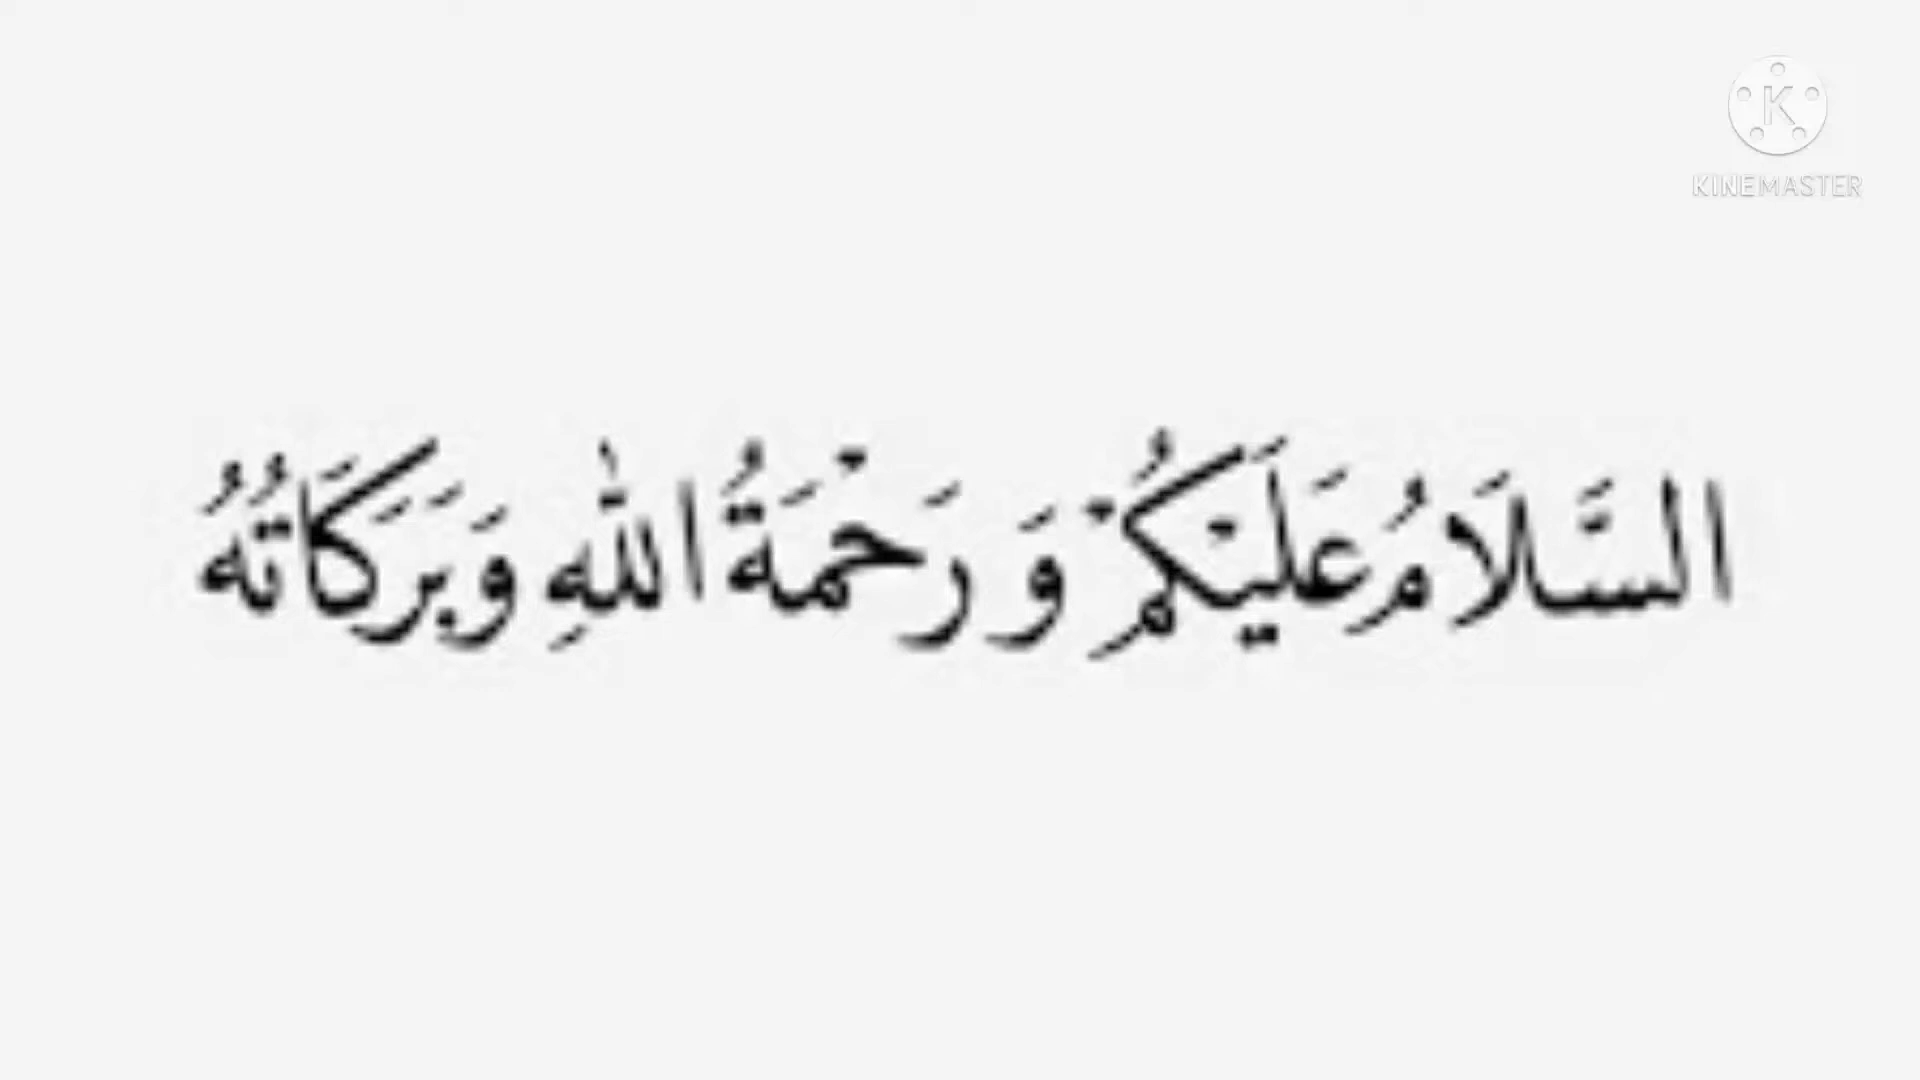 KINEMASTER
السَّلَامُ عَلَيْكُمْ وَ رَحْمَةُ اللهِ وَبَرَكَاتُهُ